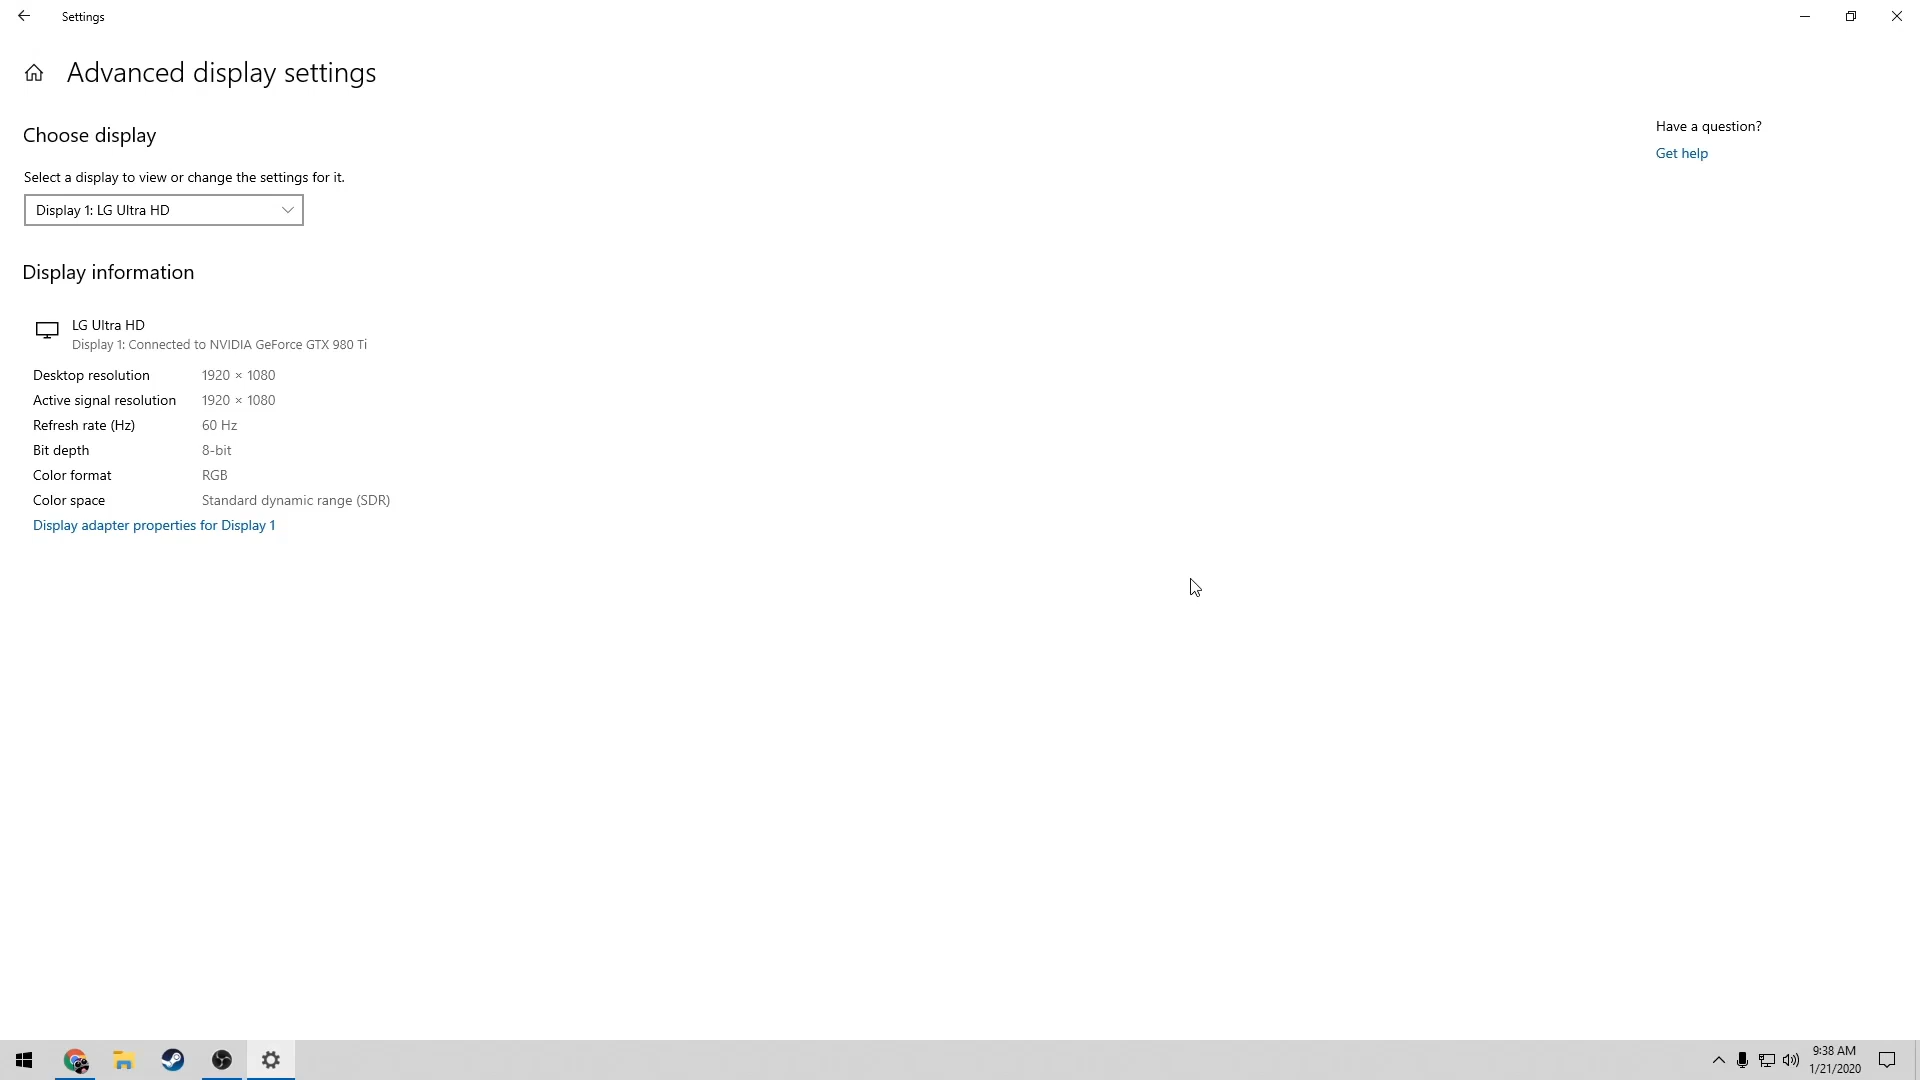 Settings
Advanced display settings
Choose display
Select a display to view or change the settings for it.
Display 1: LG Ultra HD
Display information
LG Ultra HD
Display 1: Connected to NVIDIA GeForce GTX 980 Ti
Desktop resolution 1920 × 1080
Active signal resolution 1920 × 1080
Refresh rate (Hz) 60 Hz
Bit depth 8-bit
Color format RGB
Color space Standard dynamic range (SDR)
Display adapter properties for Display 1
Have a question?
Get help
9:38 AM
1/21/2020